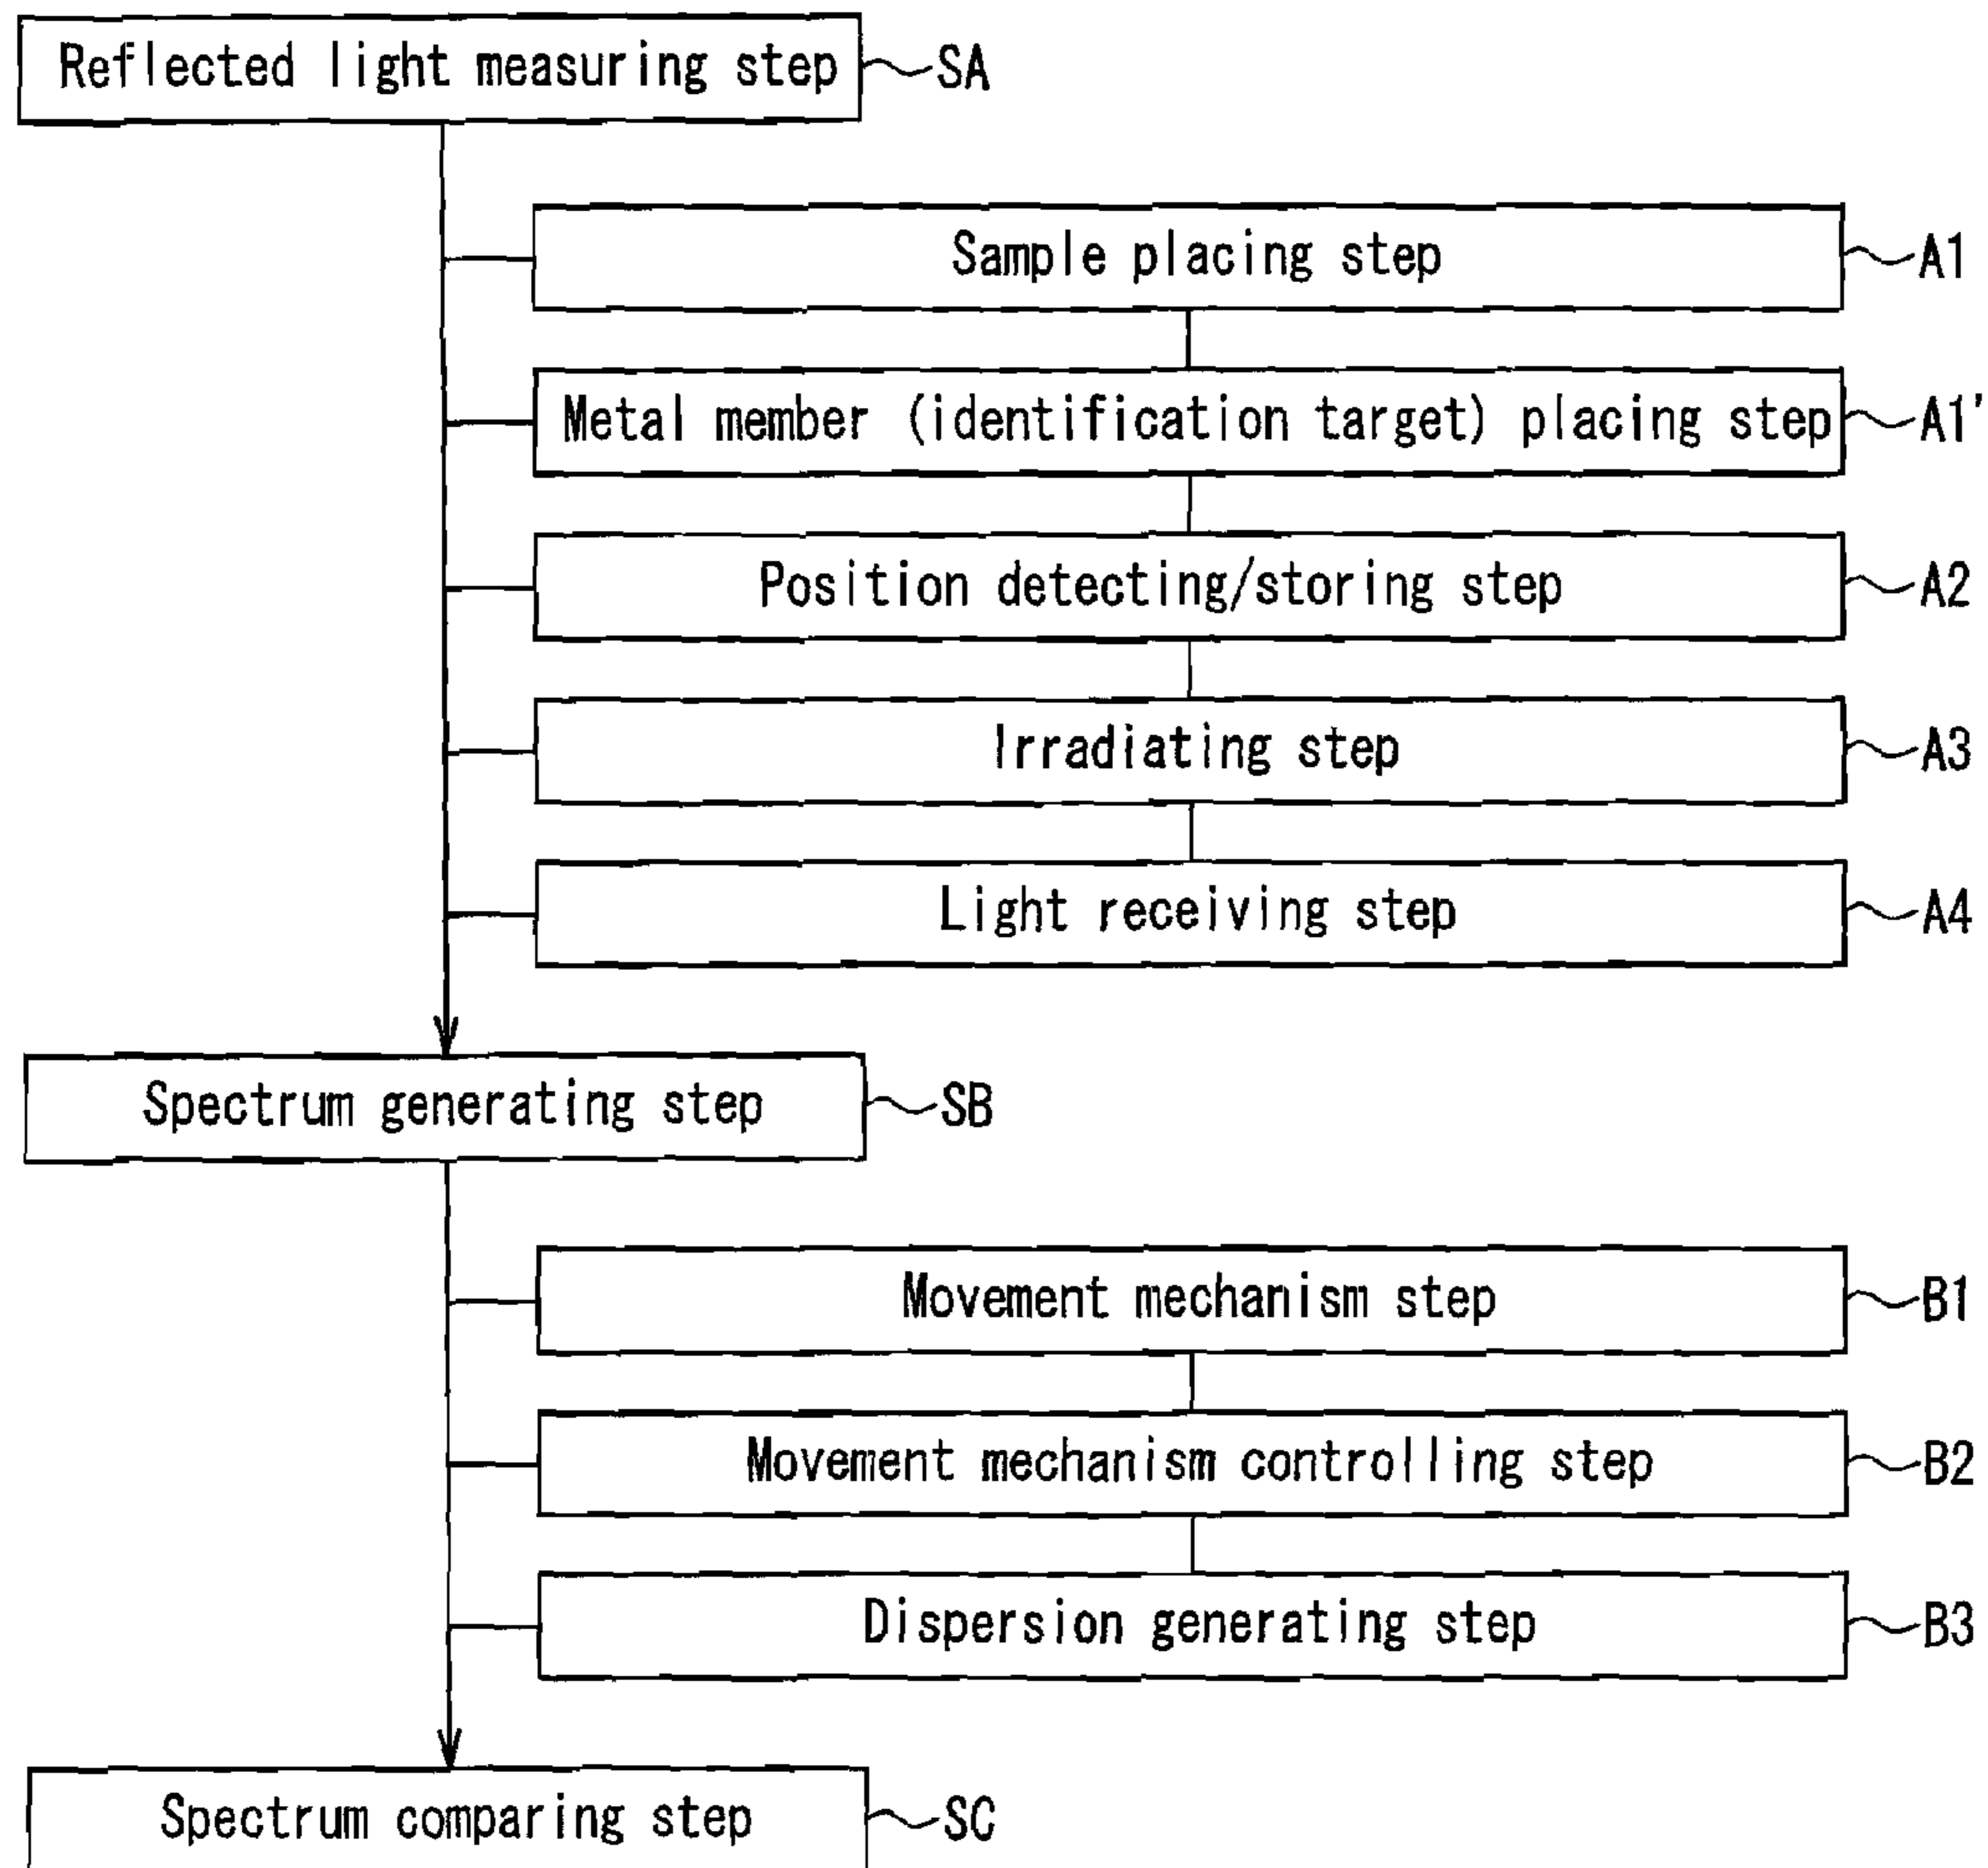 Reflected light measuring step SA
Sample placing step A1
Metal member (identification target) placing step A1'
Position detecting/storing step A2
Irradiating step A3
Light receiving step A4
Spectrum generating step SB
Movement mechanism step B1
Movement mechanism controlling step B2
Dispersion generating step B3
Spectrum comparing step SC